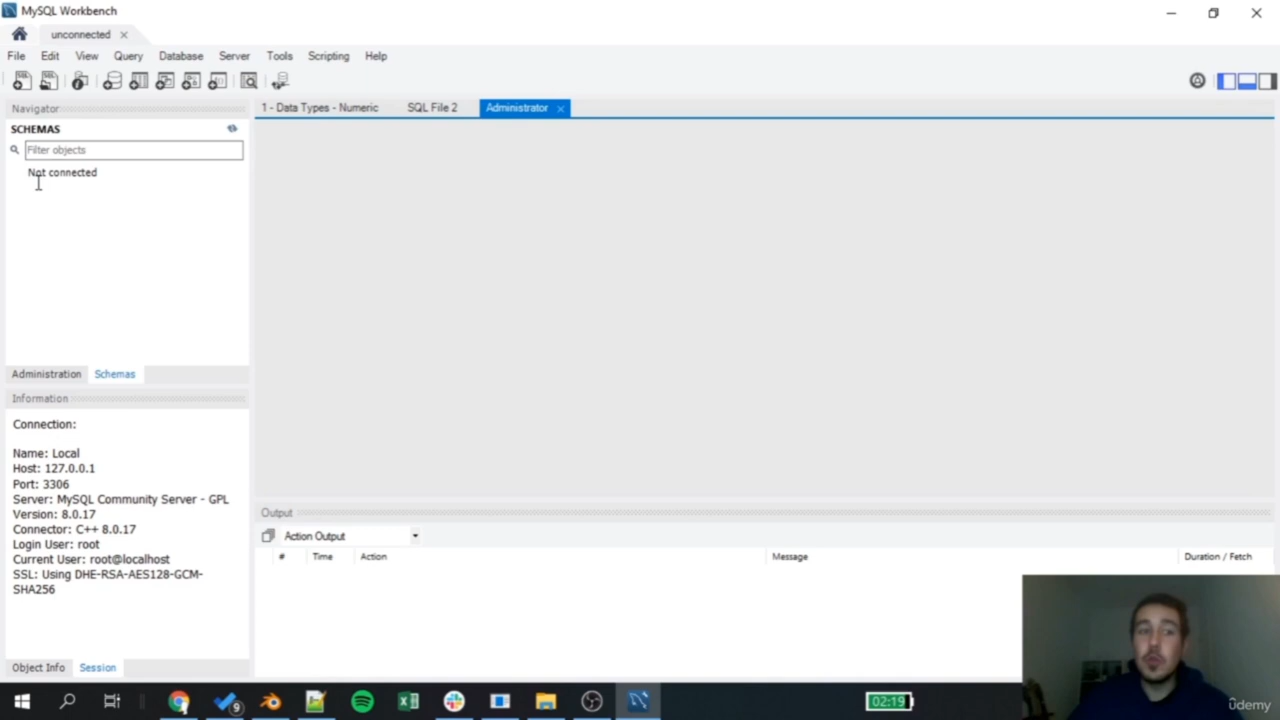 MySQL Workbench
unconnected
File Edit View Query Database Server Tools Scripting Help
Navigator
SCHEMAS
Filter objects
Not connected
Administration Schemas
Information
Connection:
Name: Local
Host: 127.0.0.1
Port: 3306
Server: MySQL Community Server - GPL
Version: 8.0.17
Connector: C++ 8.0.17
Login User: root
Current User: root@localhost
SSL: Using DHE-RSA-AES128-GCM-
SHA256
Object Info Session
1 - Data Types - Numeric SQL File 2 Administrator
Output
Action Output
# Time Action Message Duration / Fetch
9
02:19
ûdemy